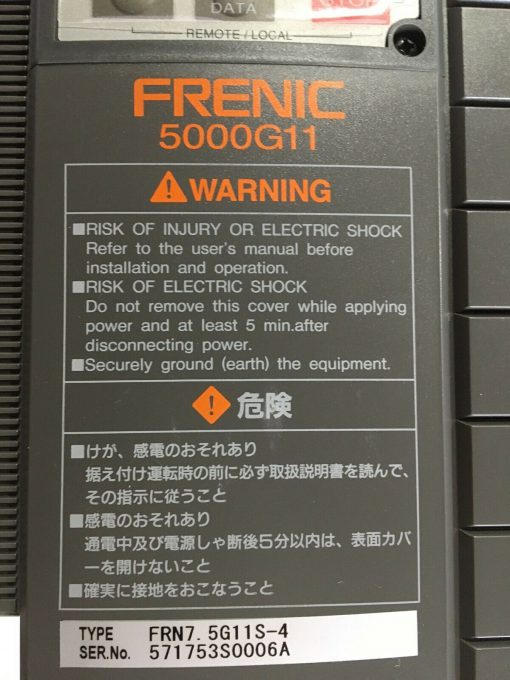 DATA
STOP
REMOTE / LOCAL
FRENIC
5000G11
WARNING
■RISK OF INJURY OR ELECTRIC SHOCK
Refer to the user's manual before
installation and operation.
■RISK OF ELECTRIC SHOCK
Do not remove this cover while applying
power and at least 5 min.after
disconnecting power.
■Securely ground (earth) the equipment.
危険
■けが、感電のおそれあり
据え付け運転時の前に必ず取扱説明書を読んで、
その指示に従うこと
■感電のおそれあり
通電中及び電源しゃ断後5分以内は、表面カバ
ーを開けないこと
■確実に接地をおこなうこと
TYPE FRN7.5G11S-4
SER.No. 571753S0006A